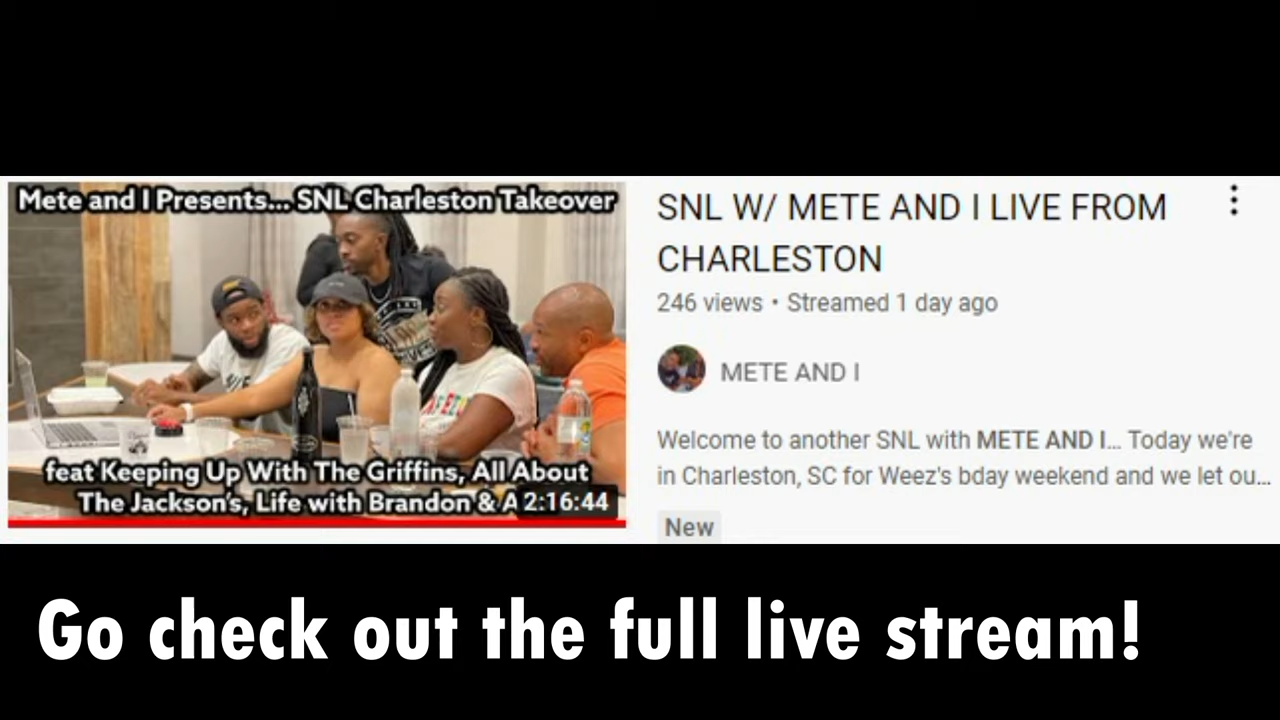 Mete and I Presents... SNL Charleston Takeover
feat Keeping Up With The Griffins, All About
The Jackson's, Life with Brandon & A
2:16:44
SNL W/ METE AND I LIVE FROM
CHARLESTON
246 views • Streamed 1 day ago
METE AND I
Welcome to another SNL with METE AND I... Today we're
in Charleston, SC for Weez's bday weekend and we let ou...
New
Go check out the full live stream!